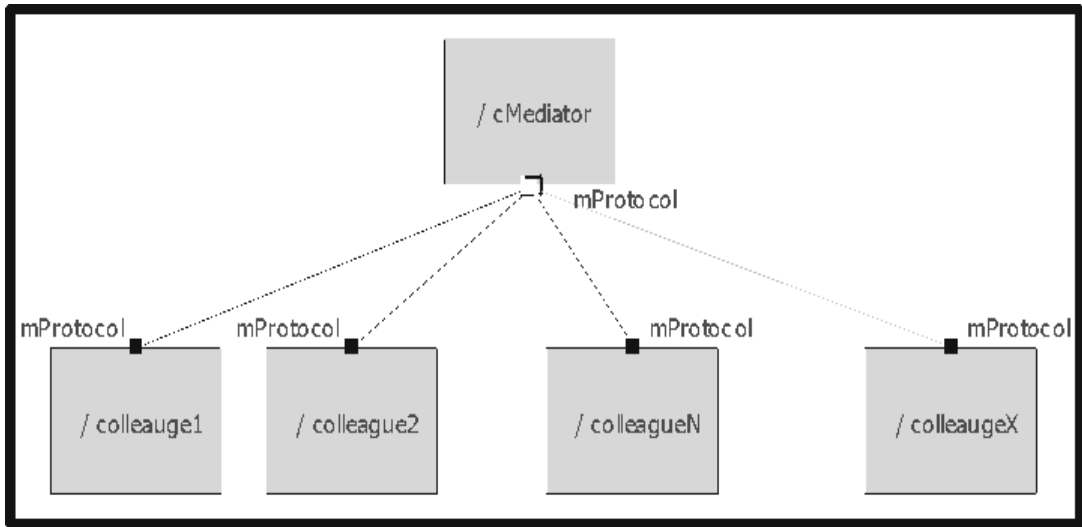 / cMediator
mProtocol
mProtocol
mProtocol
mProtocol
mProtocol
/ colleauge1
/ colleague2
/ colleagueN
/ colleaugeX